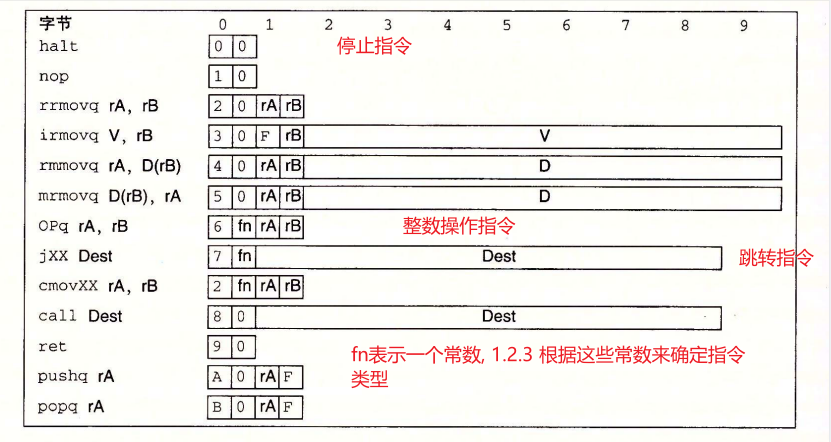 字节 0 1 2 3 4 5 6 7 8 9
halt 0 0 停止指令
nop 1 0
rrmovq rA, rB 2 0 rA rB
irmovq V, rB 3 0 F rB V
rmmovq rA, D(rB) 4 0 rA rB D
mrmovq D(rB), rA 5 0 rA rB D
OPq rA, rB 6 fn rA rB 整数操作指令
jXX Dest 7 fn Dest 跳转指令
cmovXX rA, rB 2 fn rA rB
call Dest 8 0 Dest
ret 9 0
fn表示一个常数, 1.2.3 根据这些常数来确定指令
类型
pushq rA A 0 rA F
popq rA B 0 rA F